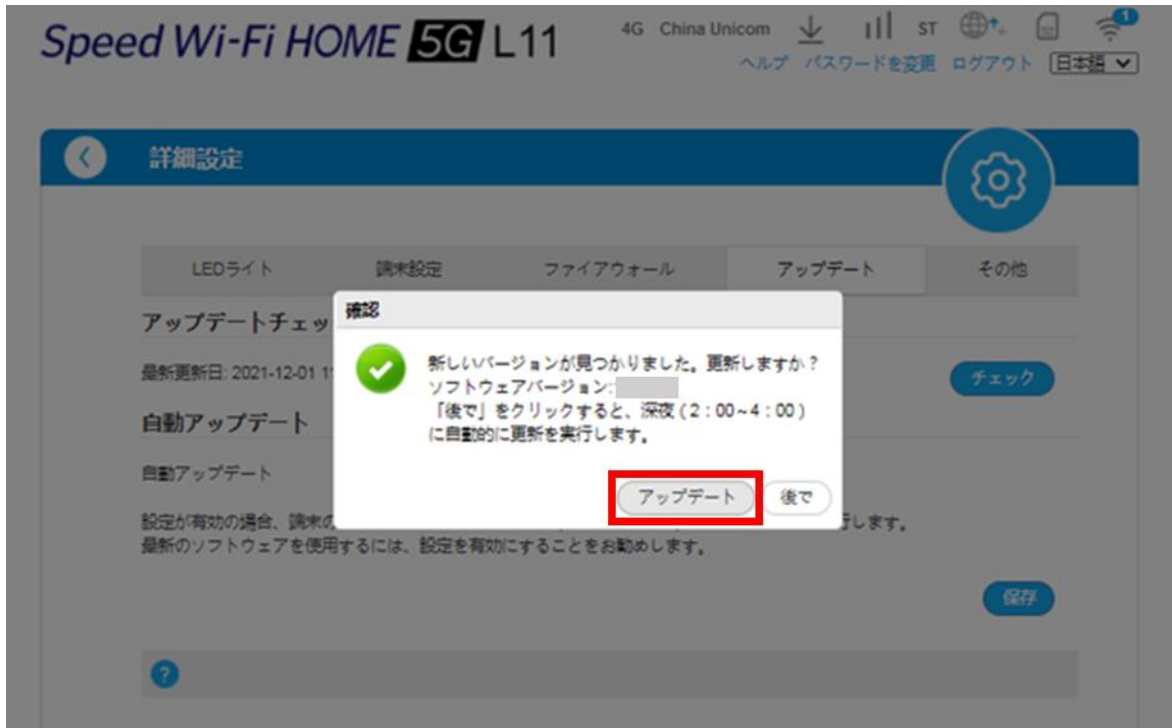 Speed Wi-Fi HOME 5G L11
4G China Unicom ST 1
ヘルプ パスワードを変更 ログアウト 日本語
詳細設定
LEDライト 端末設定 ファイアウォール アップデート その他
アップデートチェッ
最新更新日: 2021-12-01 1
チェック
自動アップデート
自動アップデート
設定が有効の場合、端末の
行します。
最新のソフトウェアを使用するには、設定を有効にすることをお勧めします。
保存
?
確認
新しいバージョンが見つかりました。更新しますか？
ソフトウェアバージョン:
「後で」をクリックすると、深夜(2：00~4：00)
に自動的に更新を実行します。
アップデート 後で